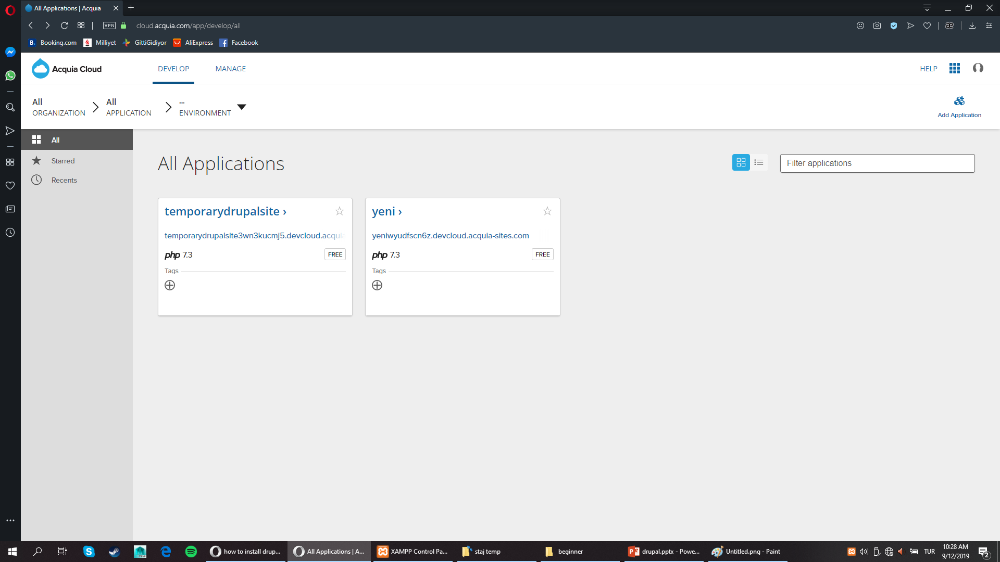 All Applications | Acquia
VPN
cloud.acquia.com/app/develop/all
B. Booking.com
Milliyet
GittiGidiyor
AliExpress
Facebook
Acquia Cloud
DEVELOP
MANAGE
HELP
All
ORGANIZATION
All
APPLICATION
--
ENVIRONMENT
Add Application
All
Starred
Recents
All Applications
Filter applications
temporarydrupalsite ›
temporarydrupalsite3wn3kucmj5.devcloud.acquia
php 7.3
FREE
Tags
yeni ›
yeniwyudfscn6z.devcloud.acquia-sites.com
php 7.3
FREE
Tags
how to install drup...
All Applications | A...
XAMPP Control Pa...
staj temp
beginner
drupal.pptx - Powe...
Untitled.png - Paint
TUR
10:28 AM
9/12/2019
2